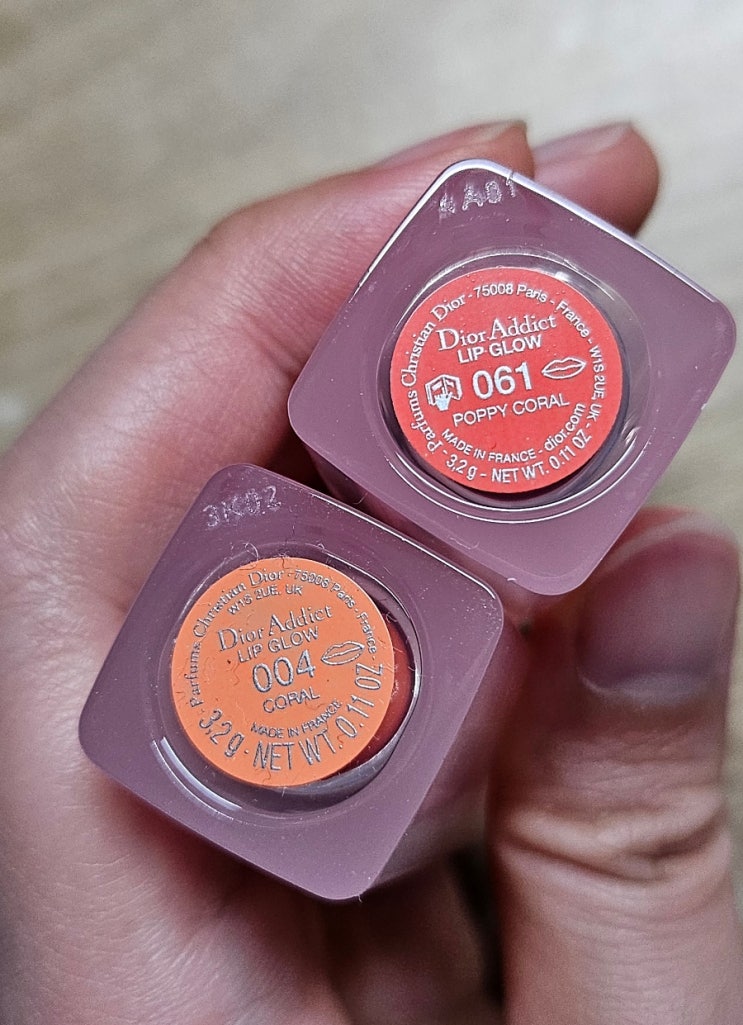 Parfums Christian Dior - 75008 Paris - France - W1S 2UE. UK
Dior Addict
LIP GLOW
061
POPPY CORAL
MADE IN FRANCE - dior.com
3,2 g - NET WT. 0.11 OZ
Parfums Christian Dior - 75008 Paris - France
W1S 2UE. UK
Dior Addict
LIP GLOW
004
CORAL
MADE IN FRANCE
3,2 g - NET WT. 0.11 OZ